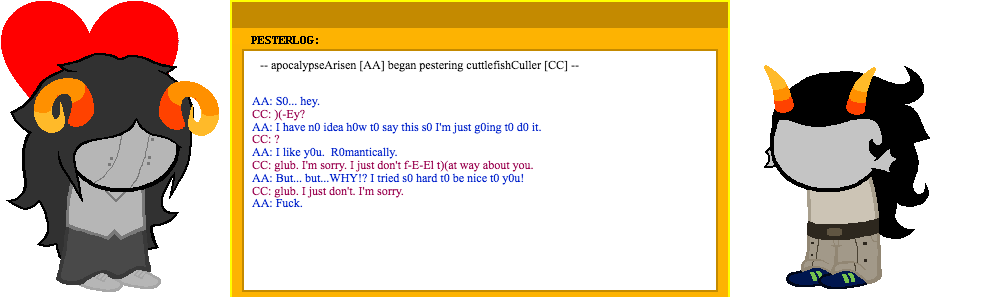 PESTERLOG:
-- apocalypseArisen [AA] began pestering cuttlefishCuller [CC] --
AA: S0... hey.
CC: )(-Ey?
AA: I have n0 idea h0w t0 say this s0 I'm just g0ing t0 d0 it.
CC: ?
AA: I like y0u.  R0mantically.
CC: glub. I'm sorry. I just don't f-E-El t)(at way about you.
AA: But... but...WHY!? I tried s0 hard t0 be nice t0 y0u!
CC: glub. I just don't. I'm sorry.
AA: Fuck.